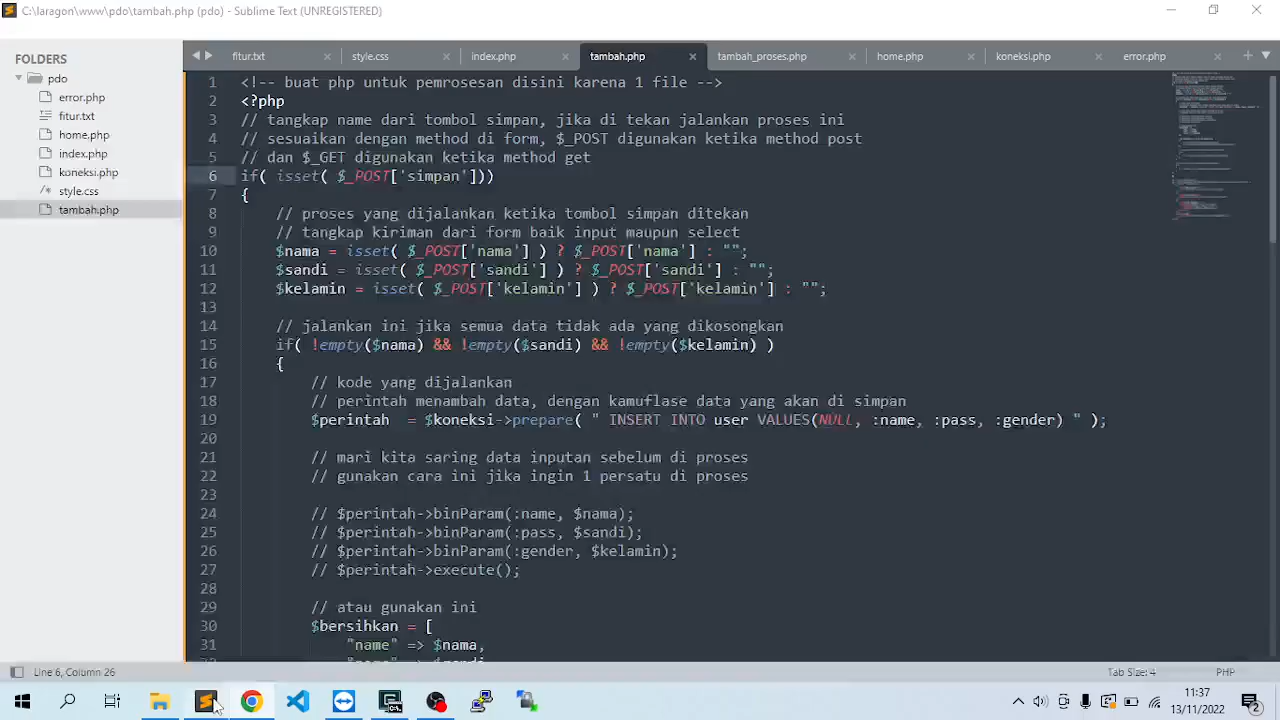 C:\laragon\www\pdo\tambah.php (pdo) - Sublime Text (UNREGISTERED)
FOLDERS
pdo
error.php
fitur.txt
home.php
index.php
koneksi.php
style.css
tambah.php
fitur.txt
style.css
index.php
tambah.php
tambah_proses.php
home.php
koneksi.php
error.php
1 <!-- buat php untuk pemrosesan disini karena 1 file -->
2 <?php
3 // tangkap name dari tombol form, jika di tekan jalankan proses ini
4 // sesuaikan dengan method di form, $_POST digunakan ketika method post
5 // dan $_GET digunakan ketika method get
6 if( isset( $_POST['simpan']))
7 {
8 // proses yang dijalankan ketika tombol simpan ditekan
9 // tangkap kiriman dari form baik input maupun select
10 $nama = isset( $_POST['nama'] ) ? $_POST['nama'] : "";
11 $sandi = isset( $_POST['sandi'] ) ? $_POST['sandi'] : "";
12 $kelamin = isset( $_POST['kelamin'] ) ? $_POST['kelamin'] : "";
13
14 // jalankan ini jika semua data tidak ada yang dikosongkan
15 if( !empty($nama) && !empty($sandi) && !empty($kelamin) )
16 {
17 // kode yang dijalankan
18 // perintah menambah data, dengan kamuflase data yang akan di simpan
19 $perintah  = $koneksi->prepare( " INSERT INTO user VALUES(NULL, :name, :pass, :gender) " );
20
21 // mari kita saring data inputan sebelum di proses
22 // gunakan cara ini jika ingin 1 persatu di proses
23
24 // $perintah->binParam(:name, $nama);
25 // $perintah->binParam(:pass, $sandi);
26 // $perintah->binParam(:gender, $kelamin);
27 // $perintah->execute();
28
29 // atau gunakan ini
30 $bersihkan = [
31 "name" => $nama,
Line 6, Column 26
Tab Size: 4
PHP
11:37
13/11/2022
2